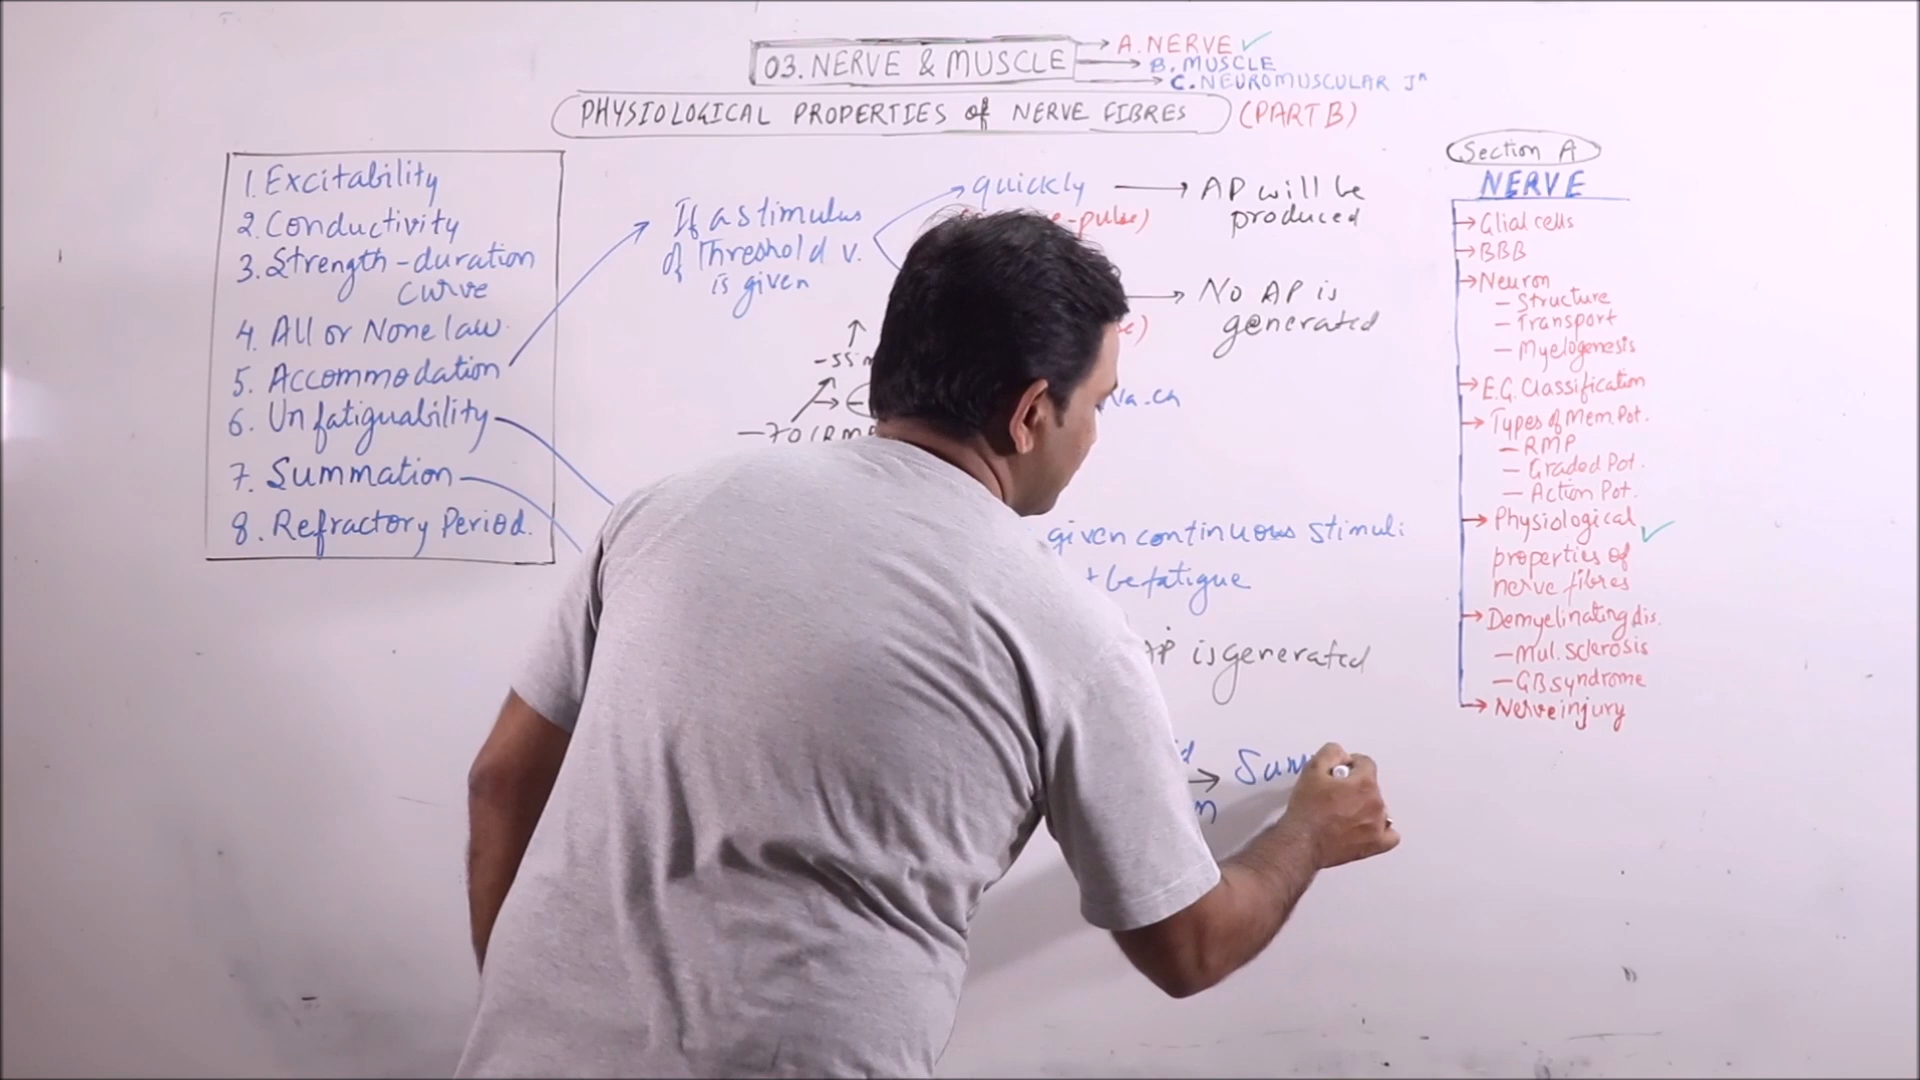 03. NERVE & MUSCLE
A. NERVE ✓
B. MUSCLE
C. NEUROMUSCULAR Jⁿ
PHYSIOLOGICAL PROPERTIES of NERVE FIBRES (PART B)
1. Excitability
2. Conductivity
3. Strength-duration
curve
4. All or None law.
5. Accommodation
6. Unfatiguability
7. Summation
8. Refractory Period.
If a stimulus
of Threshold v.
is given
quickly
-pulse)
AP will be
produced
No AP is
generated
-55
-70 (RMP
given continuous stimuli
be fatigue
AP is generated
Section A
NERVE
Glial cells
BBB
Neuron
- Structure
- Transport
- Myelogenesis
E.G. Classification
Types of Mem. Pot.
- RMP
- Graded Pot.
- Action Pot.
Physiological ✓
properties of
nerve fibres
Demyelinating dis.
- Mul. Sclerosis
- GB syndrome
Nerve injury